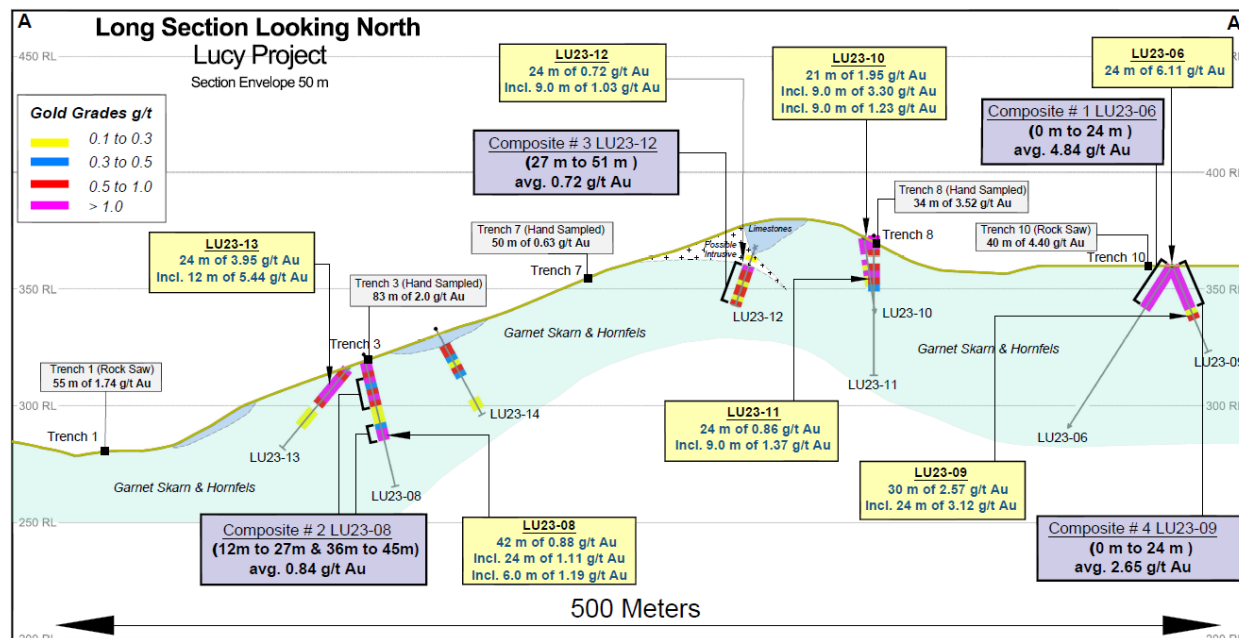 A
Long Section Looking North
Lucy Project
Section Envelope 50 m
A
450 RL
450 RL
400 RL
350 RL
350 RL
300 RL
300 RL
250 RL
250 RL
200 RL
200 RL
Gold Grades g/t
0.1 to 0.3
0.3 to 0.5
0.5 to 1.0
> 1.0
LU23-12
24 m of 0.72 g/t Au
Incl. 9.0 m of 1.03 g/t Au
LU23-10
21 m of 1.95 g/t Au
Incl. 9.0 m of 3.30 g/t Au
Incl. 9.0 m of 1.23 g/t Au
LU23-06
24 m of 6.11 g/t Au
Composite # 3 LU23-12
(27 m to 51 m )
avg. 0.72 g/t Au
Composite # 1 LU23-06
(0 m to 24 m )
avg. 4.84 g/t Au
Trench 8 (Hand Sampled)
34 m of 3.52 g/t Au
Trench 7 (Hand Sampled)
50 m of 0.63 g/t Au
Trench 10 (Rock Saw)
40 m of 4.40 g/t Au
LU23-13
24 m of 3.95 g/t Au
Incl. 12 m of 5.44 g/t Au
Trench 3 (Hand Sampled)
83 m of 2.0 g/t Au
Trench 1 (Rock Saw)
55 m of 1.74 g/t Au
Trench 7
Limestones
Possible
Intrusive
Trench 8
Trench 10
Trench 3
Trench 1
Garnet Skarn & Hornfels
Garnet Skarn & Hornfels
Garnet Skarn & Hornfels
LU23-12
LU23-10
LU23-11
LU23-09
LU23-06
LU23-14
LU23-13
LU23-08
LU23-11
24 m of 0.86 g/t Au
Incl. 9.0 m of 1.37 g/t Au
LU23-09
30 m of 2.57 g/t Au
Incl. 24 m of 3.12 g/t Au
Composite # 2 LU23-08
(12m to 27m & 36m to 45m)
avg. 0.84 g/t Au
LU23-08
42 m of 0.88 g/t Au
Incl. 24 m of 1.11 g/t Au
Incl. 6.0 m of 1.19 g/t Au
Composite # 4 LU23-09
(0 m to 24 m )
avg. 2.65 g/t Au
500 Meters